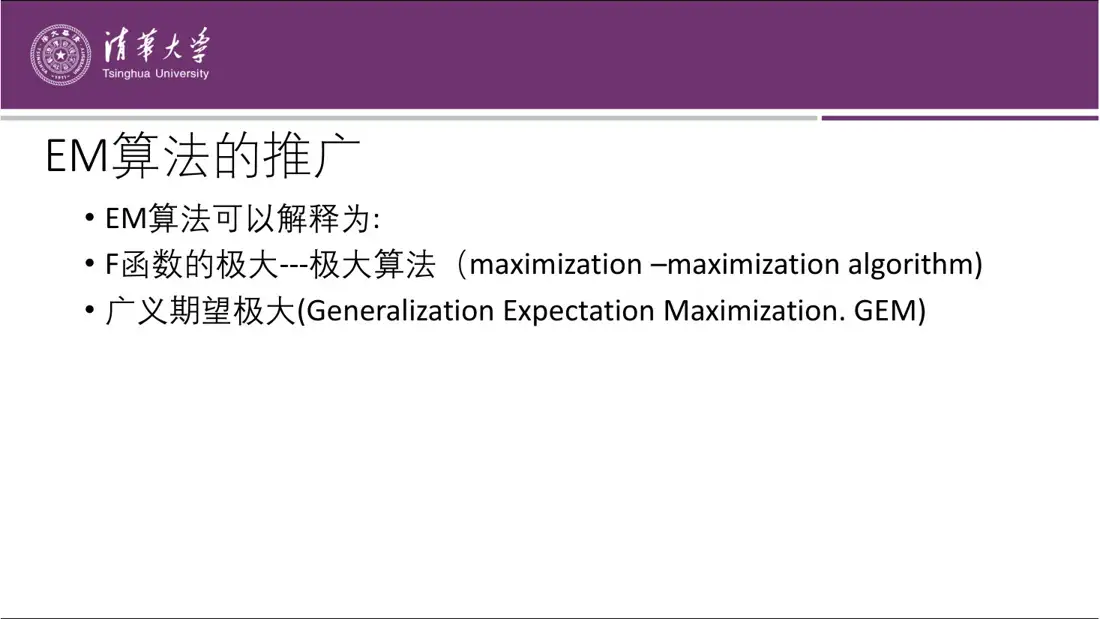 清华大学
Tsinghua University
EM算法的推广
• EM算法可以解释为:
• F函数的极大---极大算法（maximization –maximization algorithm)
• 广义期望极大(Generalization Expectation Maximization. GEM)